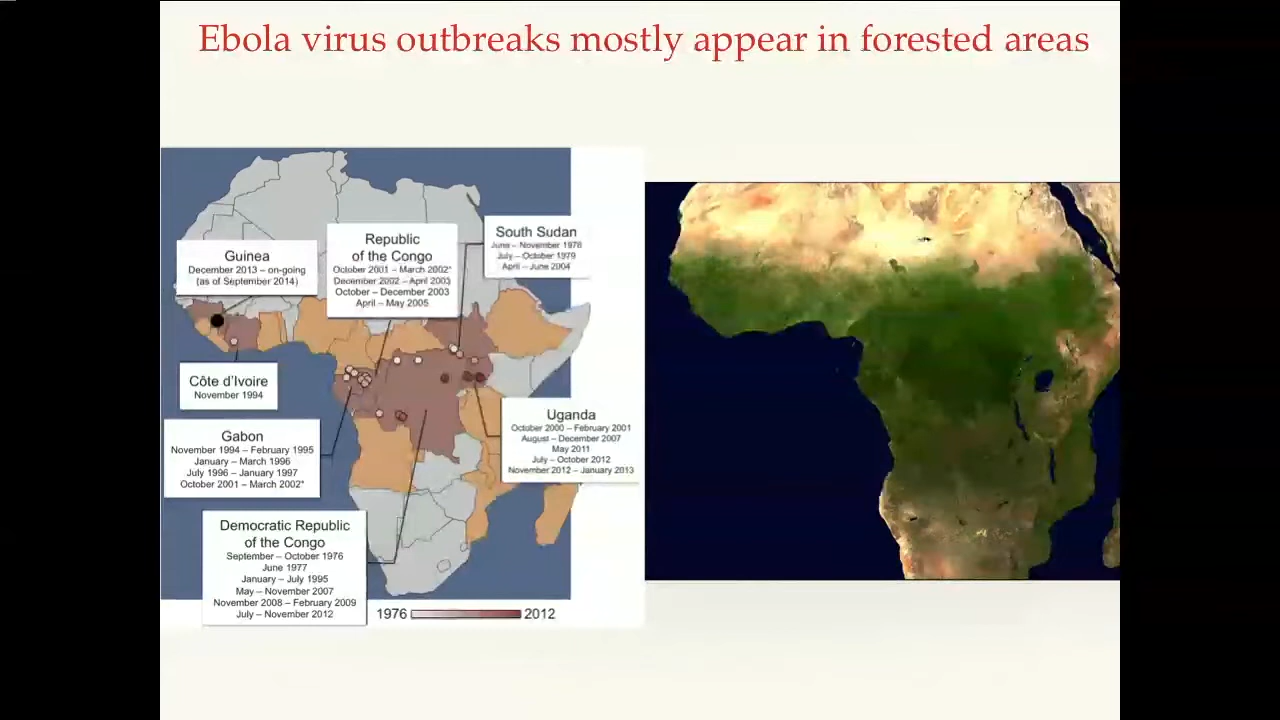 Ebola virus outbreaks mostly appear in forested areas
Guinea
December 2013 – on-going
(as of September 2014)
Republic
of the Congo
October 2001 – March 2002*
December 2002 – April 2003
October – December 2003
April – May 2005
South Sudan
June – November 1976
July – October 1979
April – June 2004
Côte d'Ivoire
November 1994
Gabon
November 1994 – February 1995
January – March 1996
July 1996 – January 1997
October 2001 – March 2002*
Uganda
October 2000 – February 2001
August – December 2007
May 2011
July – October 2012
November 2012 – January 2013
Democratic Republic
of the Congo
September – October 1976
June 1977
January – July 1995
May – November 2007
November 2008 – February 2009
July – November 2012
1976
2012